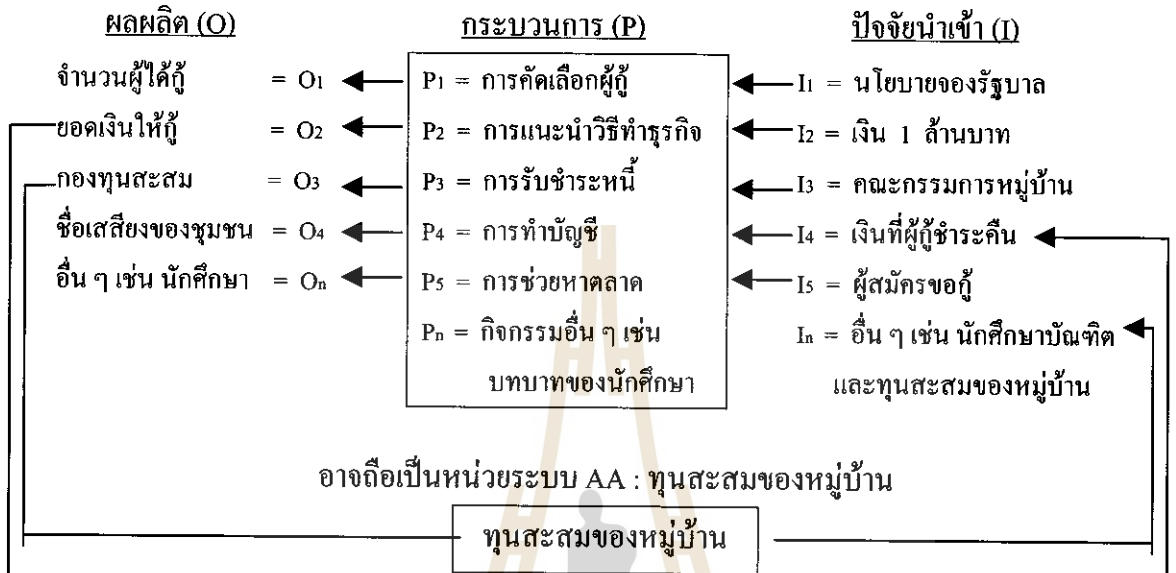 ผลผลิต (O) กระบวนการ (P) ปัจจัยนำเข้า (I)
จำนวนผู้ได้กู้ = O1 P1 = การคัดเลือกผู้กู้ I1 = นโยบายของรัฐบาล
ยอดเงินให้กู้ = O2 P2 = การแนะนำวิธีทำธุรกิจ I2 = เงิน 1 ล้านบาท
กองทุนสะสม = O3 P3 = การรับชำระหนี้ I3 = คณะกรรมการหมู่บ้าน
ชื่อเสสียงของชุมชน = O4 P4 = การทำบัญชี I4 = เงินที่ผู้กู้ชำระคืน
อื่น ๆ เช่น นักศึกษา = On P5 = การช่วยหาตลาด I5 = ผู้สมัครขอกู้
Pn = กิจกรรมอื่น ๆ เช่น In = อื่น ๆ เช่น นักศึกษาบัณฑิต
บทบาทของนักศึกษา และทุนสะสมของหมู่บ้าน
อาจถือเป็นหน่วยระบบ AA : ทุนสะสมของหมู่บ้าน
ทุนสะสมของหมู่บ้าน